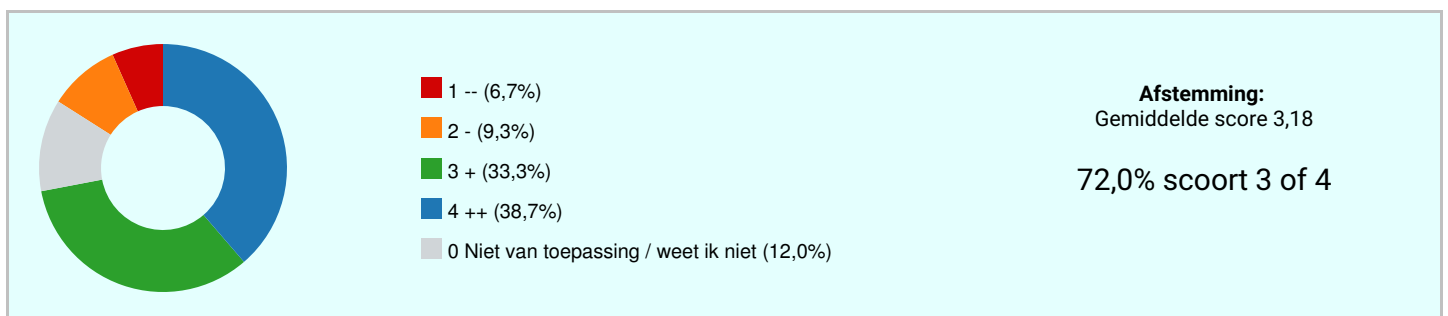 1 -- (6,7%)
2 - (9,3%)
3 + (33,3%)
4 ++ (38,7%)
0 Niet van toepassing / weet ik niet (12,0%)
Afstemming:
Gemiddelde score 3,18
72,0% scoort 3 of 4